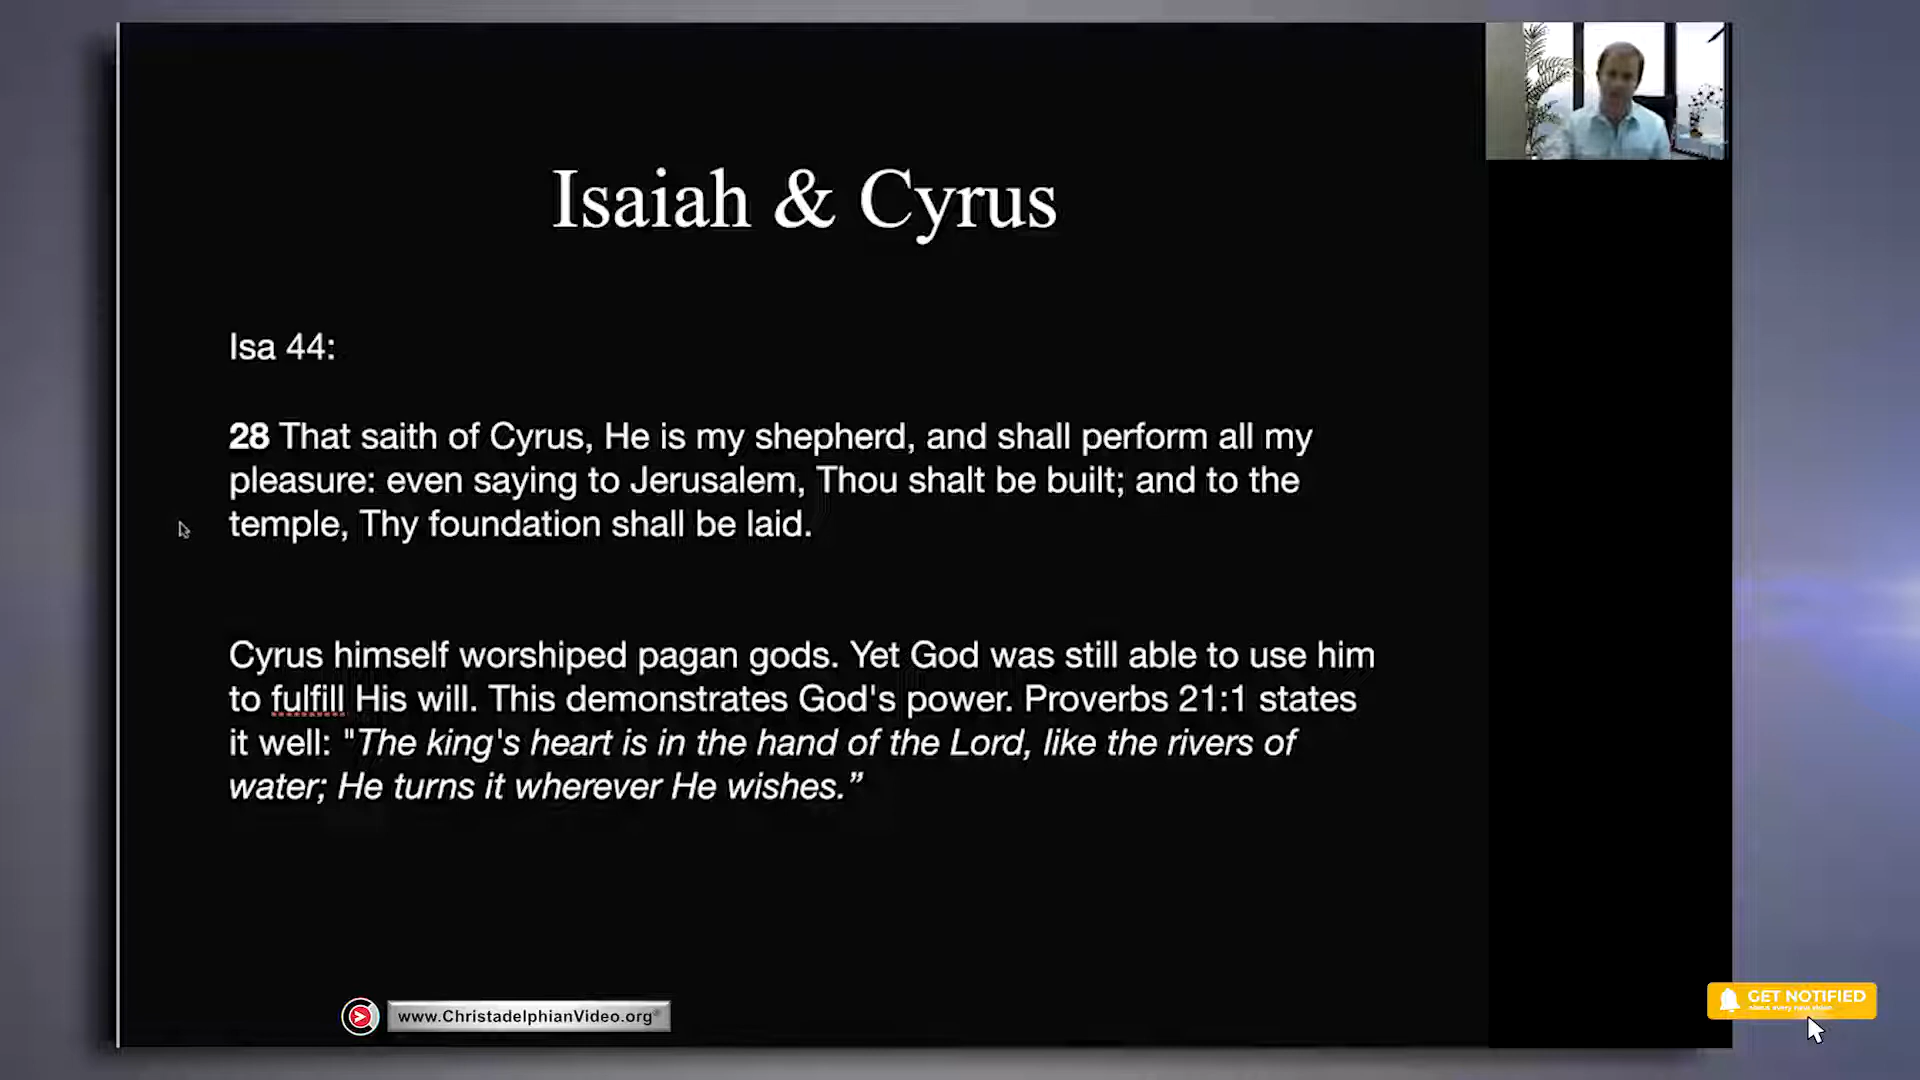 Isaiah & Cyrus
Isa 44:
28 That saith of Cyrus, He is my shepherd, and shall perform all my
pleasure: even saying to Jerusalem, Thou shalt be built; and to the
temple, Thy foundation shall be laid.
Cyrus himself worshiped pagan gods. Yet God was still able to use him
to fulfill His will. This demonstrates God's power. Proverbs 21:1 states
it well: "The king's heart is in the hand of the Lord, like the rivers of
water; He turns it wherever He wishes.”
www.ChristadelphianVideo.org
GET NOTIFIED
about every new video